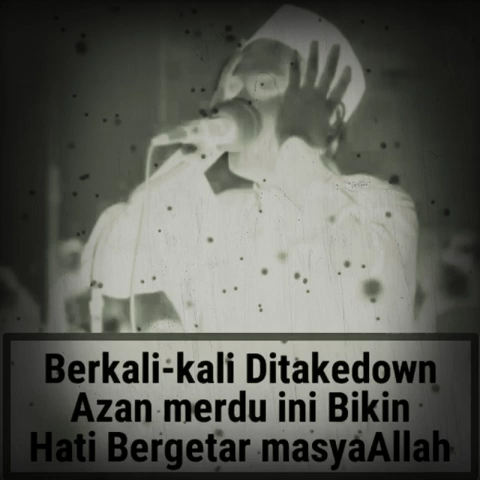 Berkali-kali Ditakedown
Azan merdu ini Bikin
Hati Bergetar masyaAllah